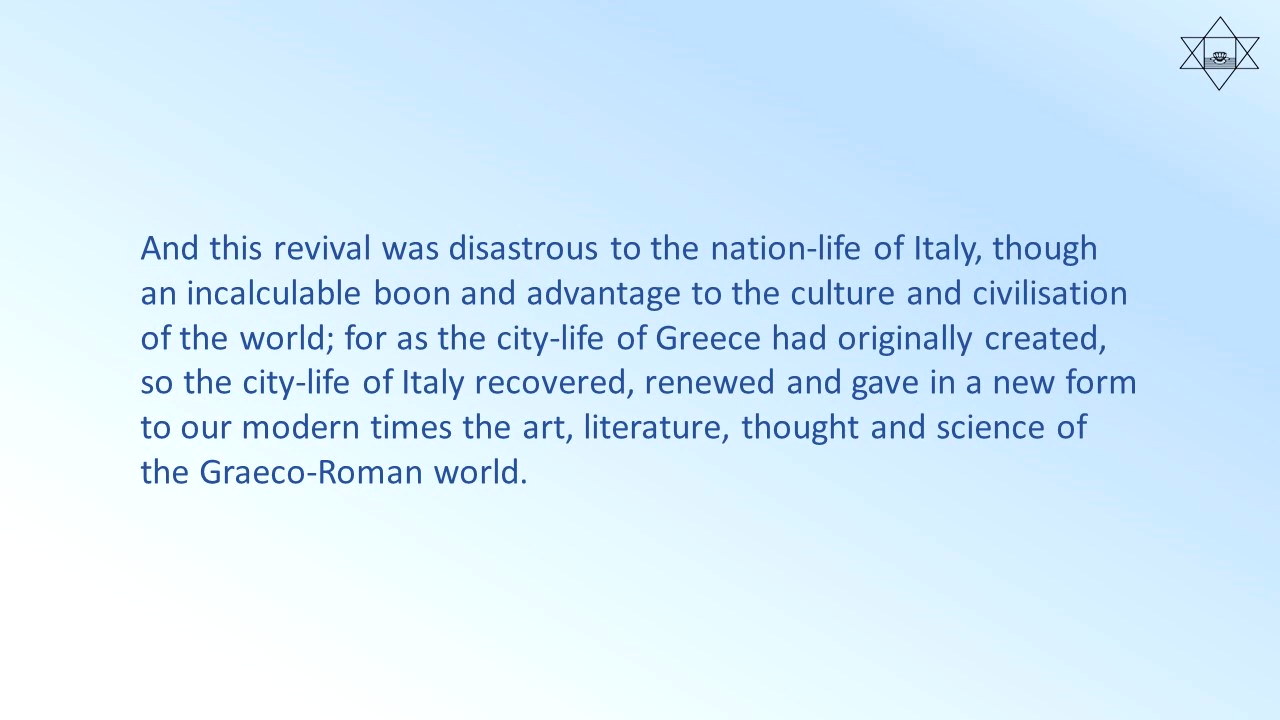 And this revival was disastrous to the nation-life of Italy, though
an incalculable boon and advantage to the culture and civilisation
of the world; for as the city-life of Greece had originally created,
so the city-life of Italy recovered, renewed and gave in a new form
to our modern times the art, literature, thought and science of
the Graeco-Roman world.